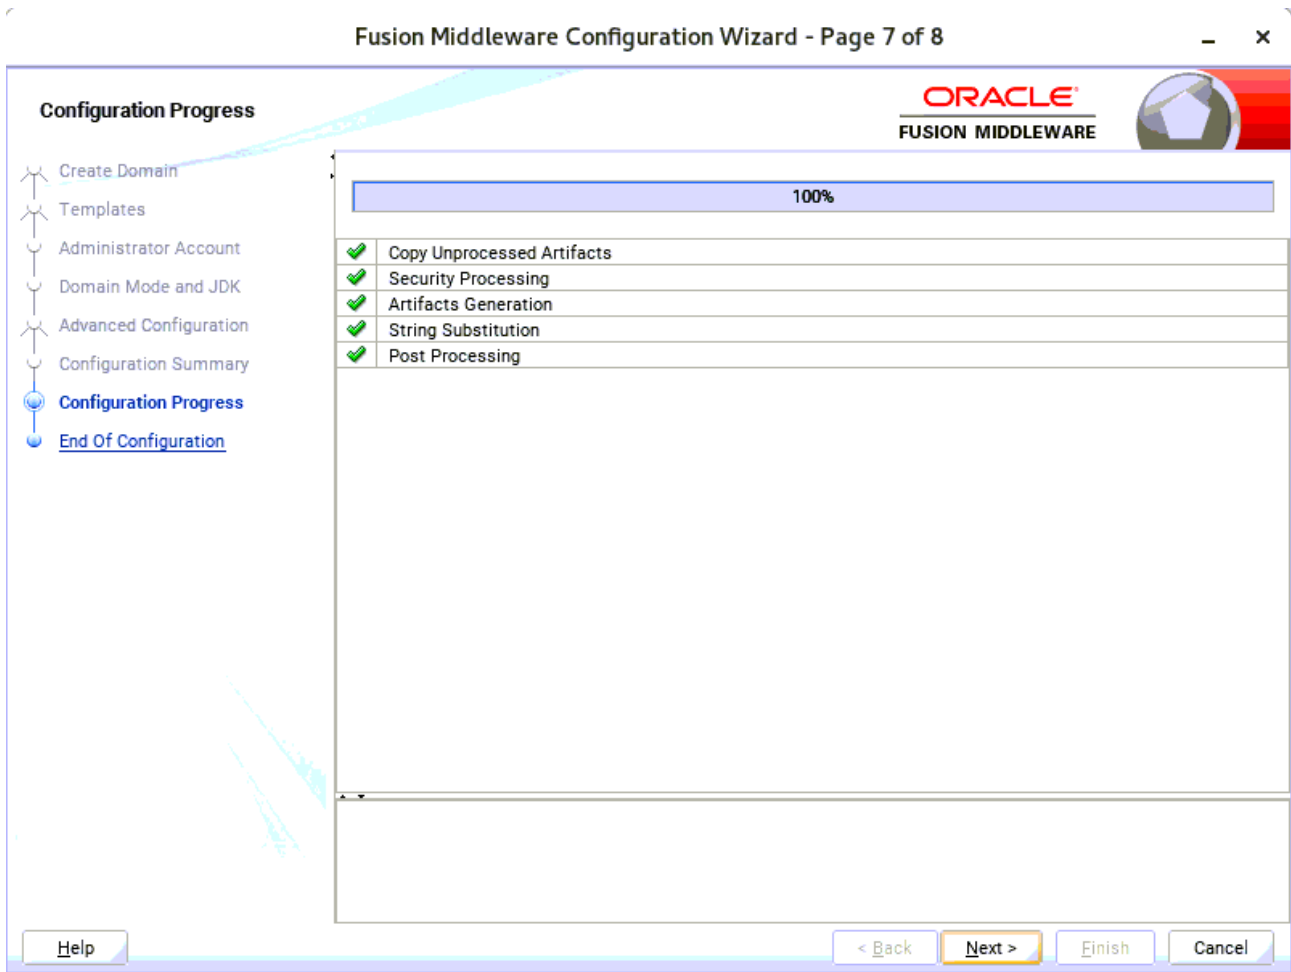 Fusion Middleware Configuration Wizard - Page 7 of 8
Configuration Progress
ORACLE
FUSION MIDDLEWARE
Create Domain
Templates
Administrator Account
Domain Mode and JDK
Advanced Configuration
Configuration Summary
Configuration Progress
End Of Configuration
100%
Copy Unprocessed Artifacts
Security Processing
Artifacts Generation
String Substitution
Post Processing
Help
< Back
Next >
Finish
Cancel